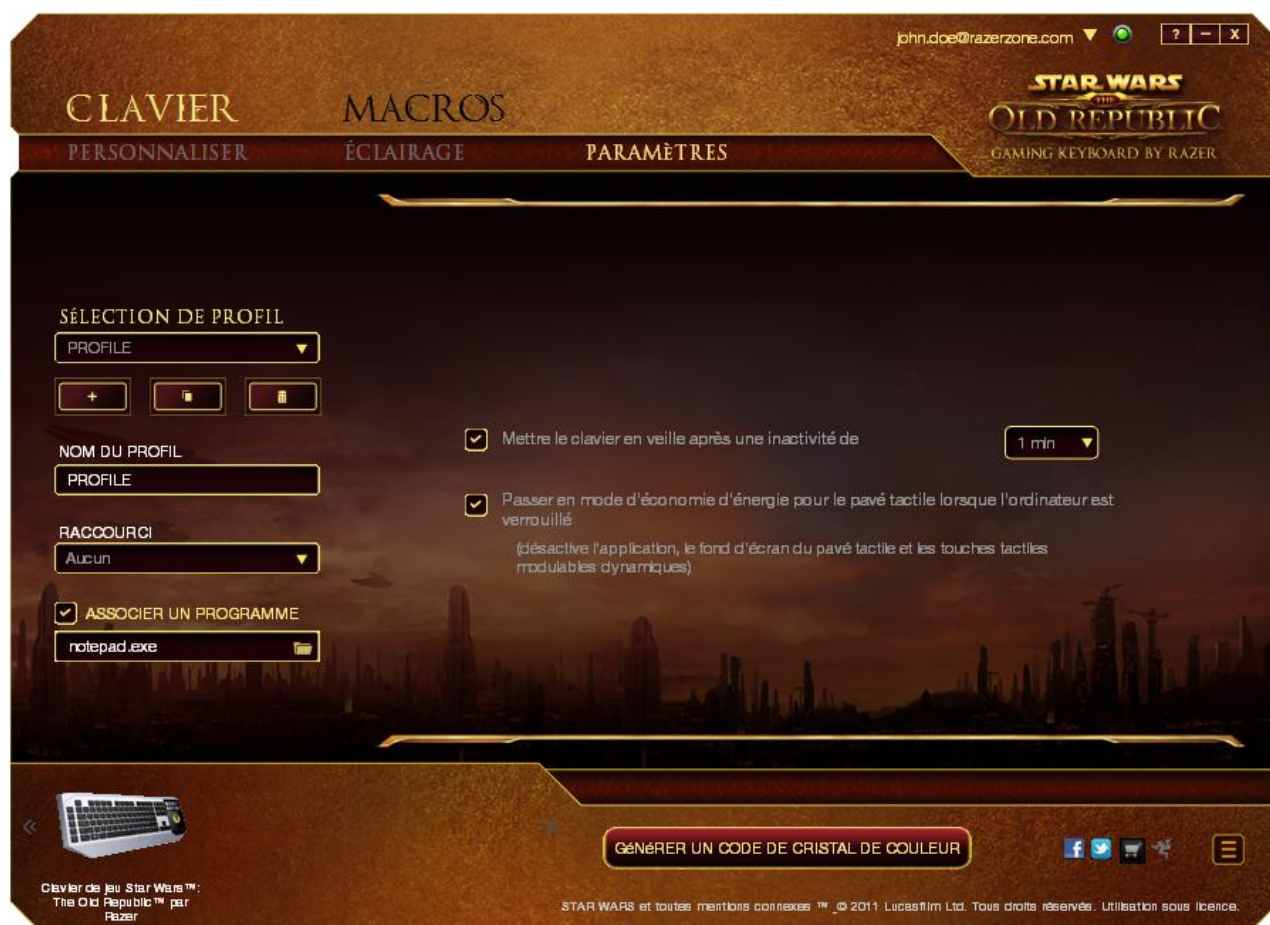 john.doe@razerzone.com
? – X
STAR WARS
THE
OLD REPUBLIC
GAMING KEYBOARD BY RAZER
CLAVIER MACROS
PERSONNALISER ÉCLAIRAGE PARAMÈTRES
SÉLECTION DE PROFIL
PROFILE
+
NOM DU PROFIL
PROFILE
RACCOURCI
Aucun
ASSOCIER UN PROGRAMME
notepad.exe
Mettre le clavier en veille après une inactivité de 1 min
Passer en mode d'économie d'énergie pour le pavé tactile lorsque l'ordinateur est
verrouillé
(désactive l'application, le fond d'écran du pavé tactile et les touches tactiles
modulables dynamiques)
GéNéRER UN CODE DE CRISTAL DE COULEUR
Clavier de jeu Star Wars™:
The Old Republic™ par
Razer
STAR WARS et toutes mentions connexes ™ _© 2011 Lucasfilm Ltd. Tous droits réservés. Utilisation sous licence.